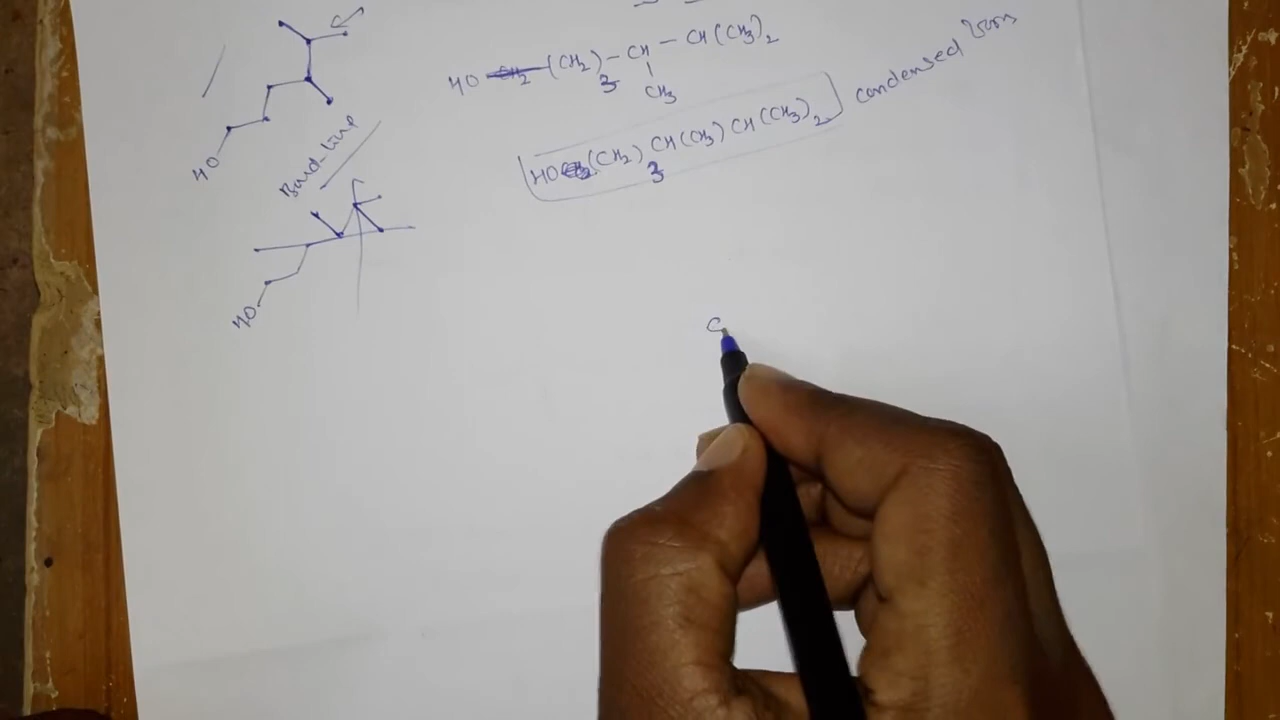 HO (CH2)3 - CH - CH(CH3)2
CH3
HO(CH2)3 CH(CH3) CH(CH3)2 condensed form
HO
Bond-line
HO
C